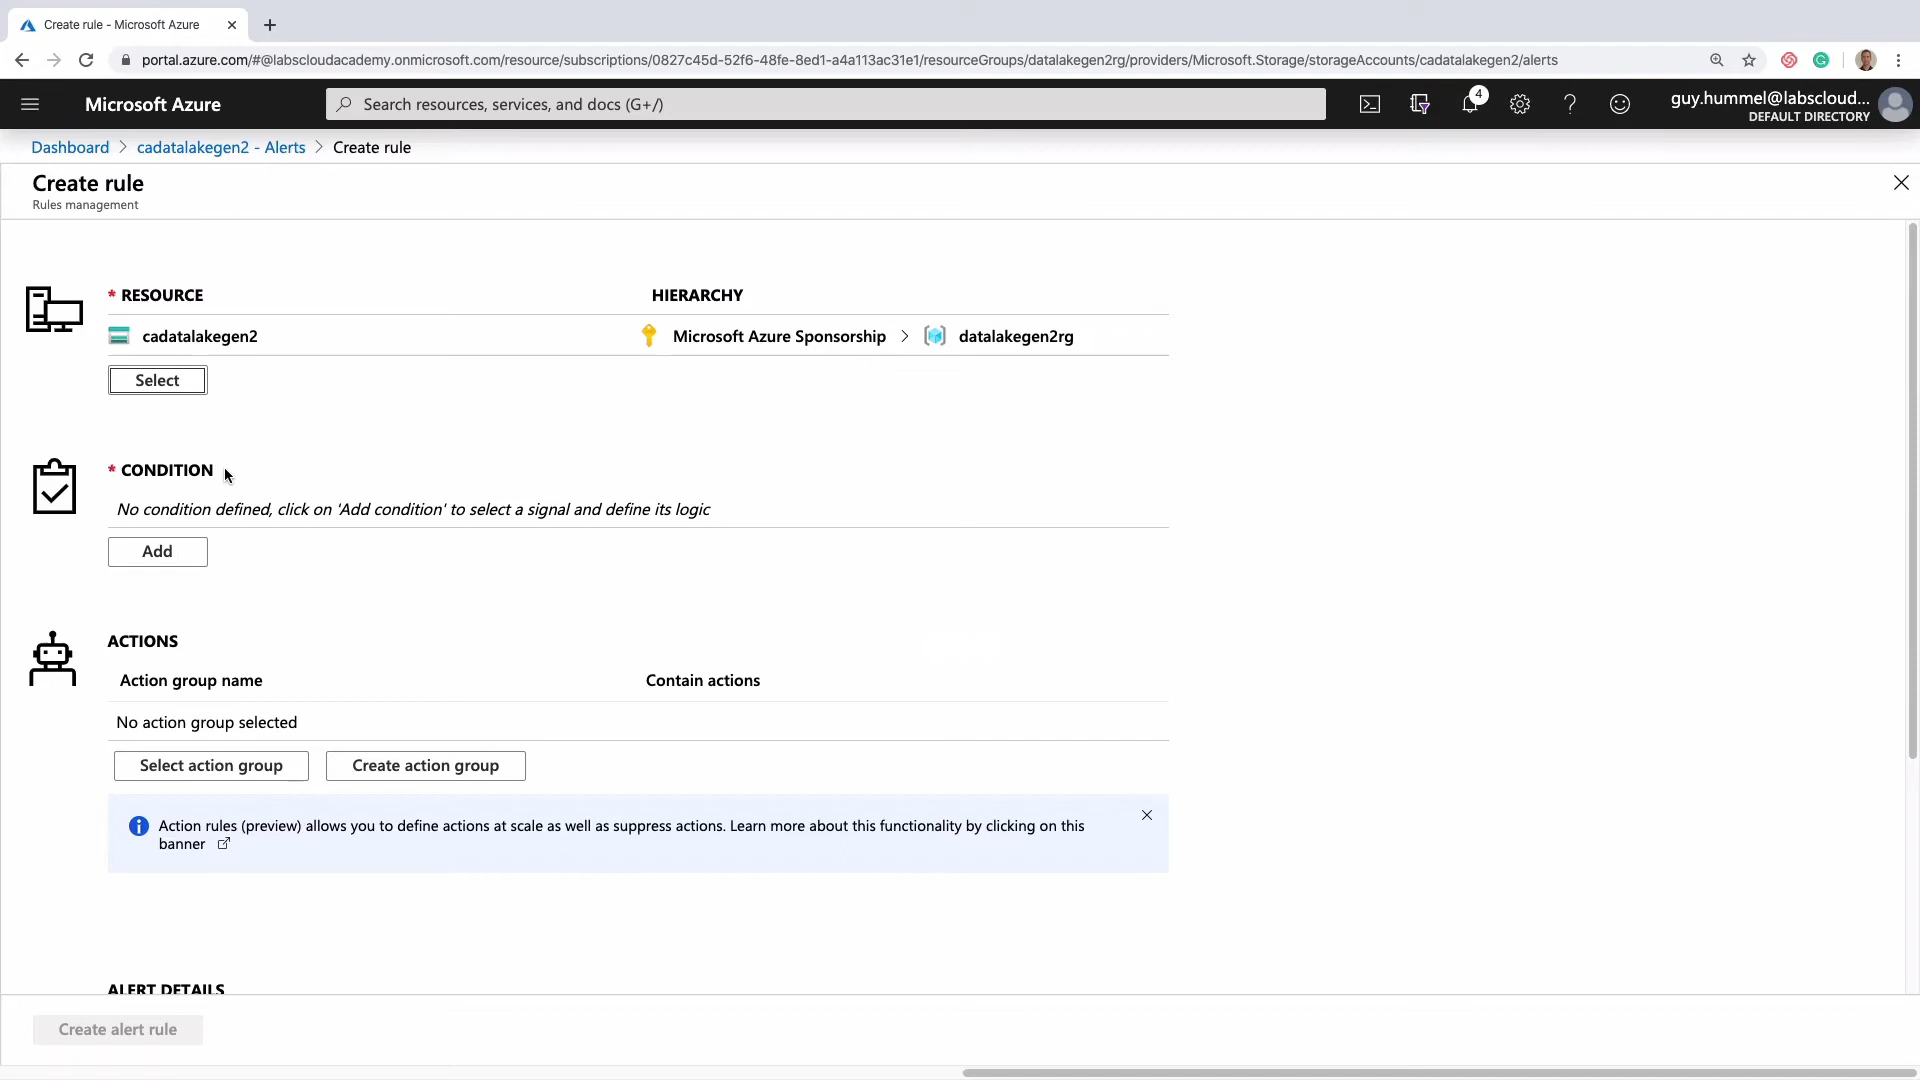 Create rule - Microsoft Azure
portal.azure.com/#@labscloudacademy.onmicrosoft.com/resource/subscriptions/0827c45d-52f6-48fe-8ed1-a4a113ac31e1/resourceGroups/datalakegen2rg/providers/Microsoft.Storage/storageAccounts/cadatalakegen2/alerts
Microsoft Azure
Search resources, services, and docs (G+/)
4
guy.hummel@labscloud...
DEFAULT DIRECTORY
Dashboard > cadatalakegen2 - Alerts > Create rule
Create rule
Rules management
* RESOURCE HIERARCHY
cadatalakegen2 Microsoft Azure Sponsorship > datalakegen2rg
Select
* CONDITION
No condition defined, click on 'Add condition' to select a signal and define its logic
Add
ACTIONS
Action group name Contain actions
No action group selected
Select action group Create action group
Action rules (preview) allows you to define actions at scale as well as suppress actions. Learn more about this functionality by clicking on this
banner
ALERT DETAILS
Create alert rule